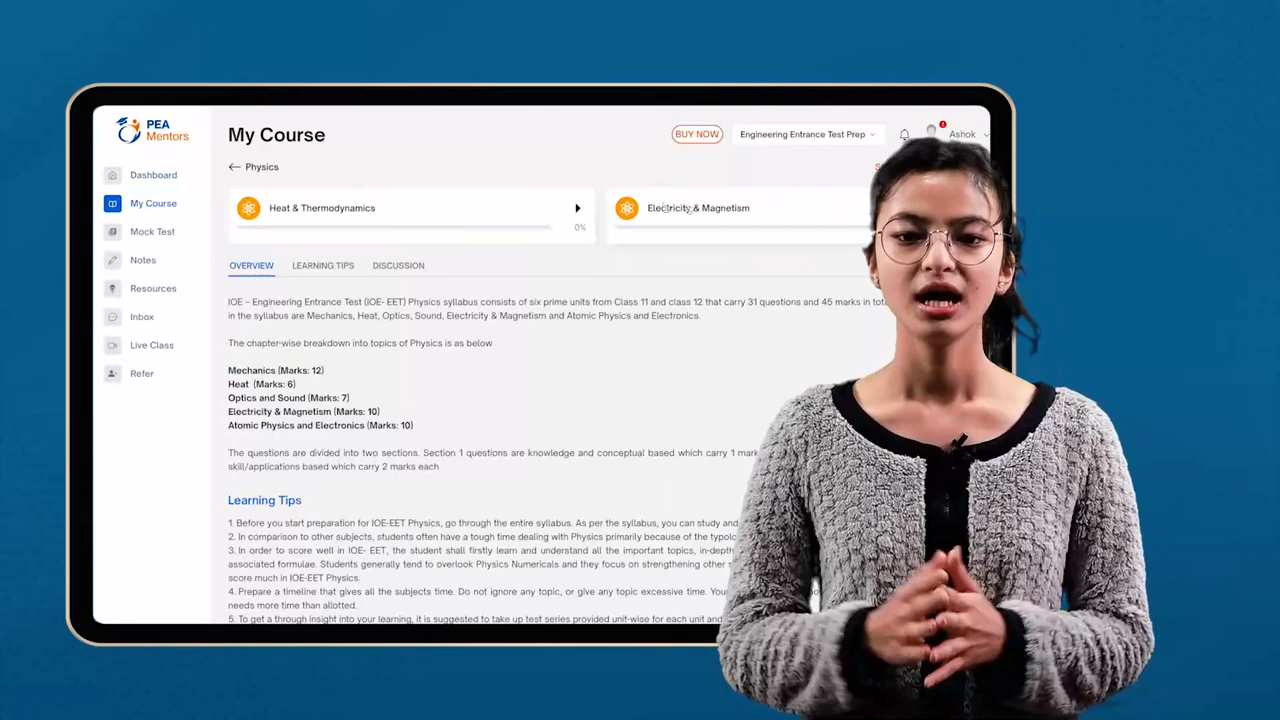 PEA
Mentors
My Course
BUY NOW
Engineering Entrance Test Prep
Ashok
Dashboard
My Course
Mock Test
Notes
Resources
Inbox
Live Class
Refer
Physics
Heat & Thermodynamics
0%
Electricity & Magnetism
OVERVIEW
LEARNING TIPS
DISCUSSION
IOE – Engineering Entrance Test (IOE- EET) Physics syllabus consists of six prime units from Class 11 and class 12 that carry 31 questions and 45 marks in
in the syllabus are Mechanics, Heat, Optics, Sound, Electricity & Magnetism and Atomic Physics and Electronics.
The chapter-wise breakdown into topics of Physics is as below
Mechanics (Marks: 12)
Heat (Marks: 6)
Optics and Sound (Marks: 7)
Electricity & Magnetism (Marks: 10)
Atomic Physics and Electronics (Marks: 10)
The questions are divided into two sections. Section 1 questions are knowledge and conceptual based which carry 1
skill/applications based which carry 2 marks each
Learning Tips
1. Before you start preparation for IOE-EET Physics, go through the entire syllabus. As per the syllabus, you can study and
2. In comparison to other subjects, students often have a tough time dealing with Physics primarily because of the
3. In order to score well in IOE- EET, the student shall firstly learn and understand all the important topics,
associated formulae. Students generally tend to overlook Physics Numericals and they focus on strengthening other
score much in IOE-EET Physics.
4. Prepare a timeline that gives all the subjects time. Do not ignore any topic, or give any topic excessive time.
needs more time than allotted.
5. To get a through insight into your learning, it is suggested to take up test series provided unit-wise for each unit and